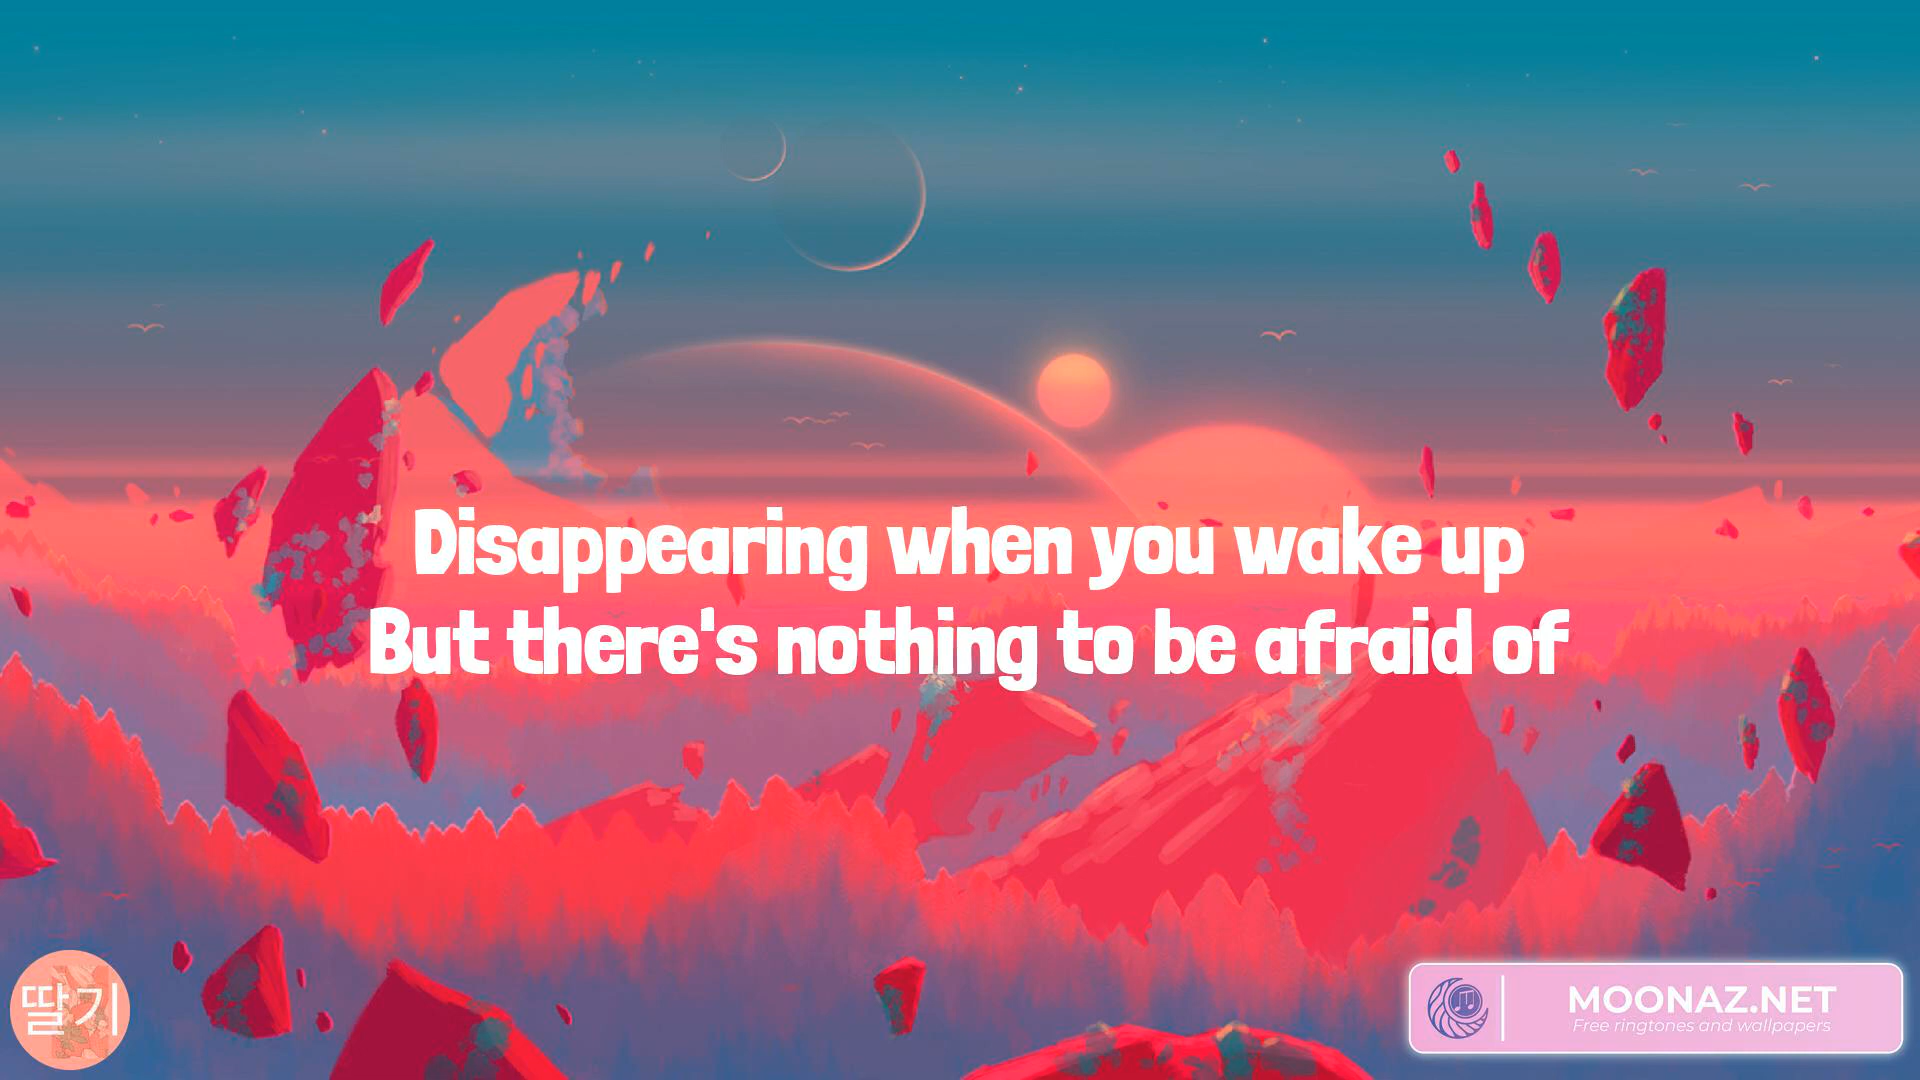 Disappearing when you wake up
But there's nothing to be afraid of
딸기
MOONAZ.NET
Free ringtones and wallpapers